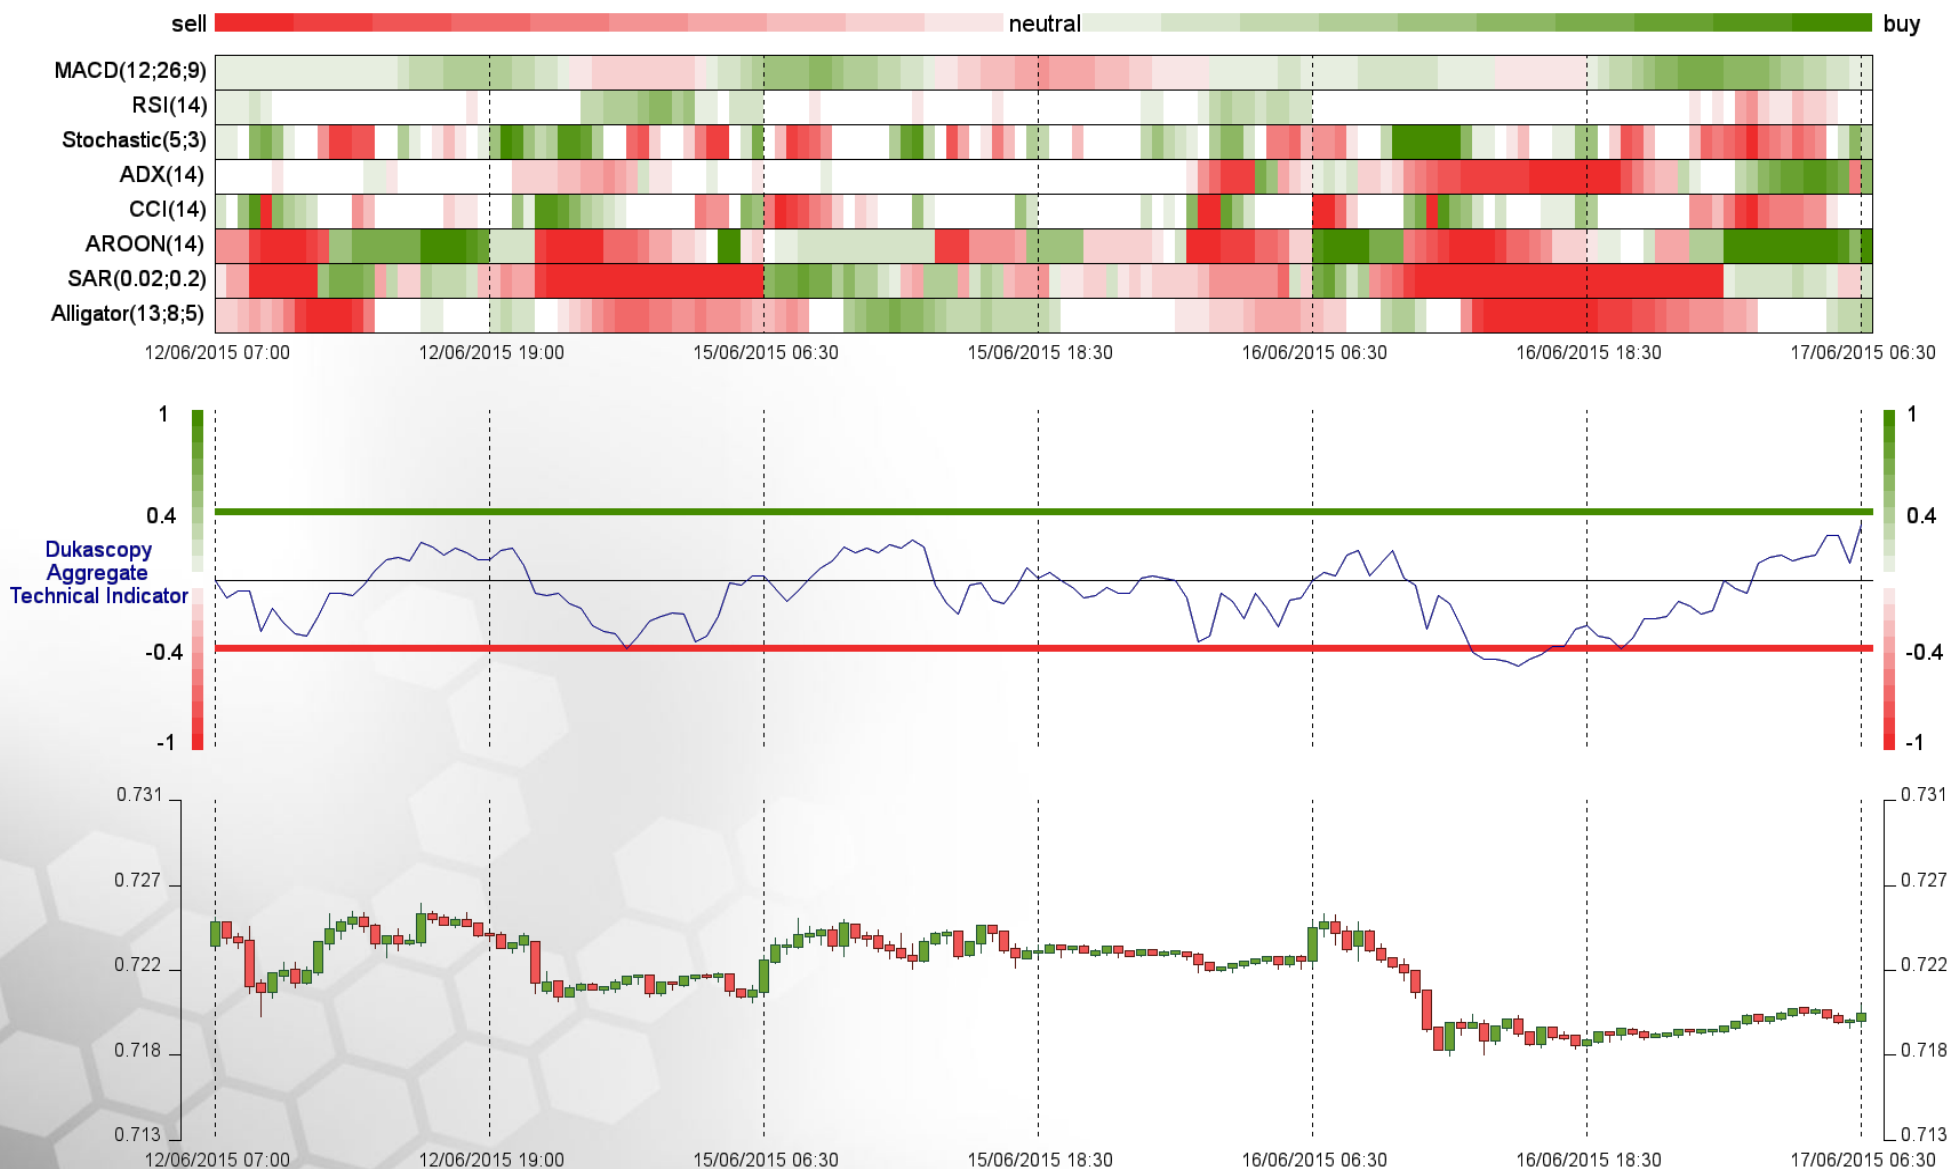 sell neutral buy
MACD(12;26;9)
RSI(14)
Stochastic(5;3)
ADX(14)
CCI(14)
AROON(14)
SAR(0.02;0.2)
Alligator(13;8;5)
12/06/2015 07:00 12/06/2015 19:00 15/06/2015 06:30 15/06/2015 18:30 16/06/2015 06:30 16/06/2015 18:30 17/06/2015 06:30
1 1
0.4 0.4
Dukascopy
Aggregate
Technical Indicator
-0.4 -0.4
-1 -1
0.731 0.731
0.727 0.727
0.722 0.722
0.718 0.718
0.713 0.713
12/06/2015 07:00 12/06/2015 19:00 15/06/2015 06:30 15/06/2015 18:30 16/06/2015 06:30 16/06/2015 18:30 17/06/2015 06:30